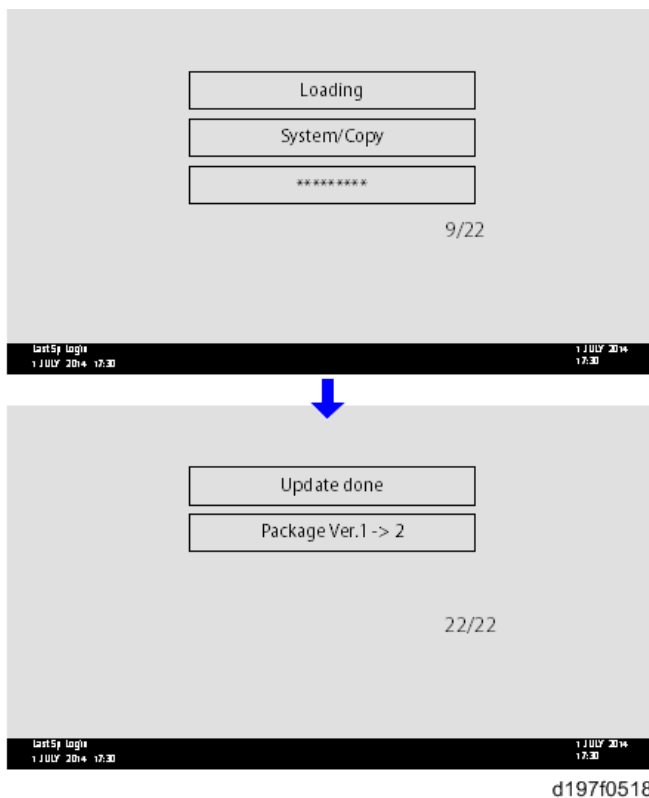 Loading
System/Copy
*********
9/22
Last Sp Login
1 JULY 2014 17:30
1 JULY 2014
17:30
Update done
Package Ver.1 -> 2
22/22
Last Sp Login
1 JULY 2014 17:30
1 JULY 2014
17:30
d197f0518